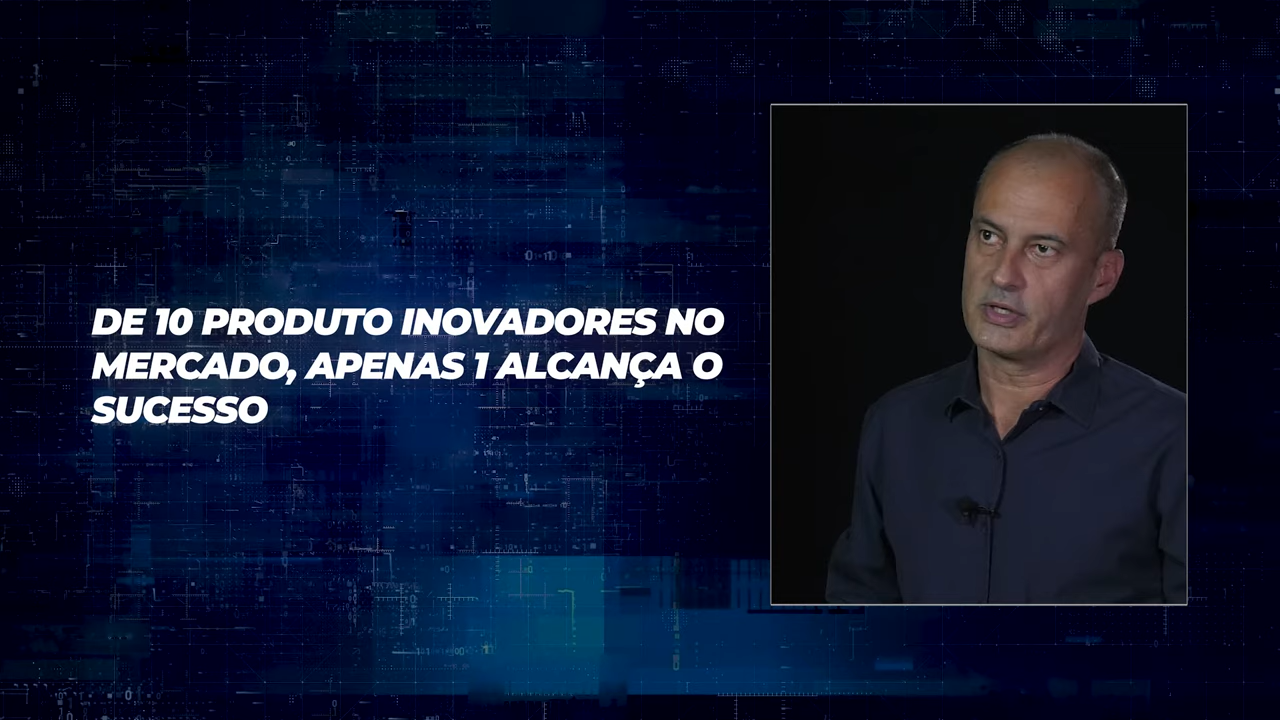 DE 10 PRODUTO INOVADORES NO
MERCADO, APENAS 1 ALCANÇA O
SUCESSO